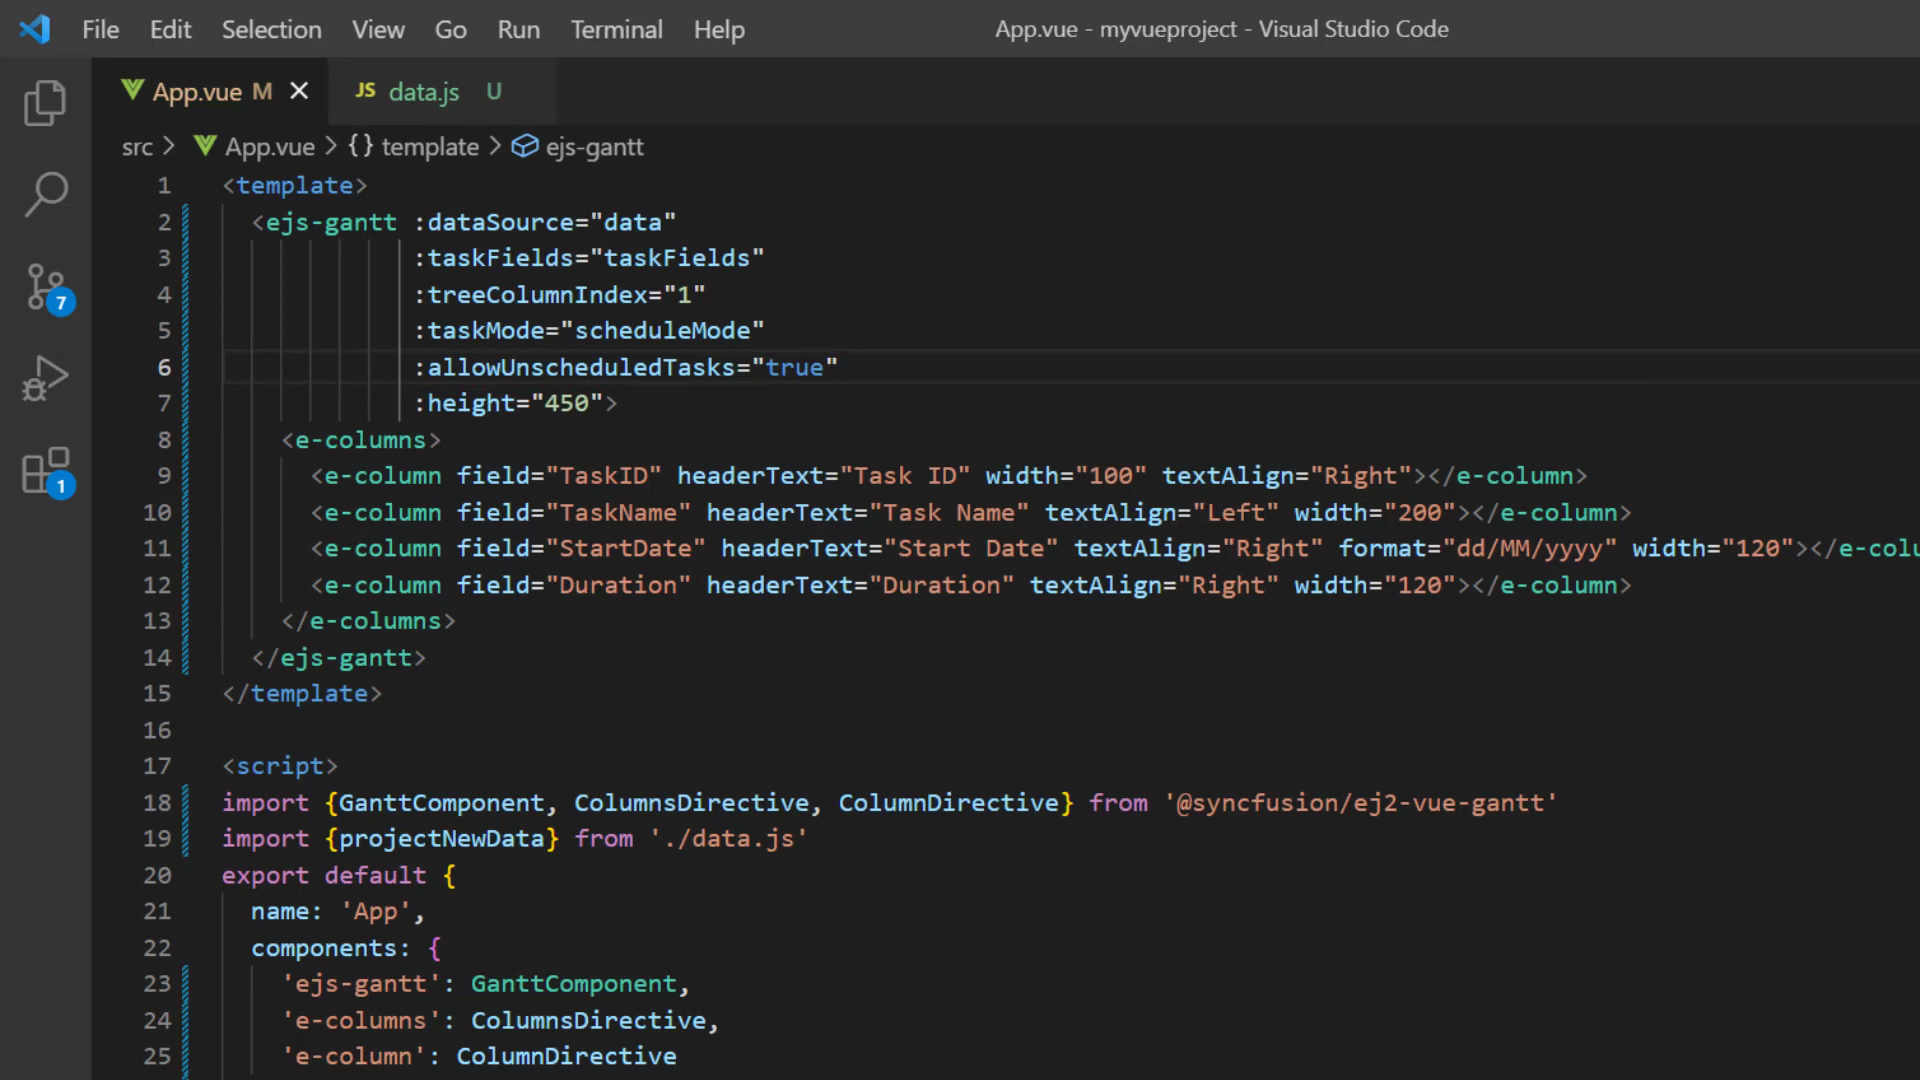 File Edit Selection View Go Run Terminal Help App.vue - myvueproject - Visual Studio Code
App.vue M JS data.js U
src > App.vue > {} template > ejs-gantt
1 <template>
2 <ejs-gantt :dataSource="data"
3 :taskFields="taskFields"
4 :treeColumnIndex="1"
5 :taskMode="scheduleMode"
6 :allowUnscheduledTasks="true"
7 :height="450">
8 <e-columns>
9 <e-column field="TaskID" headerText="Task ID" width="100" textAlign="Right"></e-column>
10 <e-column field="TaskName" headerText="Task Name" textAlign="Left" width="200"></e-column>
11 <e-column field="StartDate" headerText="Start Date" textAlign="Right" format="dd/MM/yyyy" width="120"></e-colu
12 <e-column field="Duration" headerText="Duration" textAlign="Right" width="120"></e-column>
13 </e-columns>
14 </ejs-gantt>
15 </template>
16
17 <script>
18 import {GanttComponent, ColumnsDirective, ColumnDirective} from '@syncfusion/ej2-vue-gantt'
19 import {projectNewData} from './data.js'
20 export default {
21 name: 'App',
22 components: {
23 'ejs-gantt': GanttComponent,
24 'e-columns': ColumnsDirective,
25 'e-column': ColumnDirective
7
1